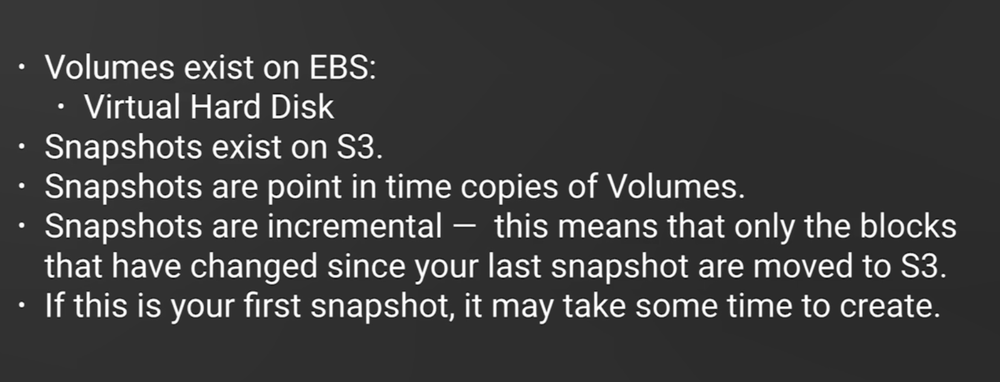 • Volumes exist on EBS:
• Virtual Hard Disk
• Snapshots exist on S3.
• Snapshots are point in time copies of Volumes.
• Snapshots are incremental — this means that only the blocks
that have changed since your last snapshot are moved to S3.
• If this is your first snapshot, it may take some time to create.